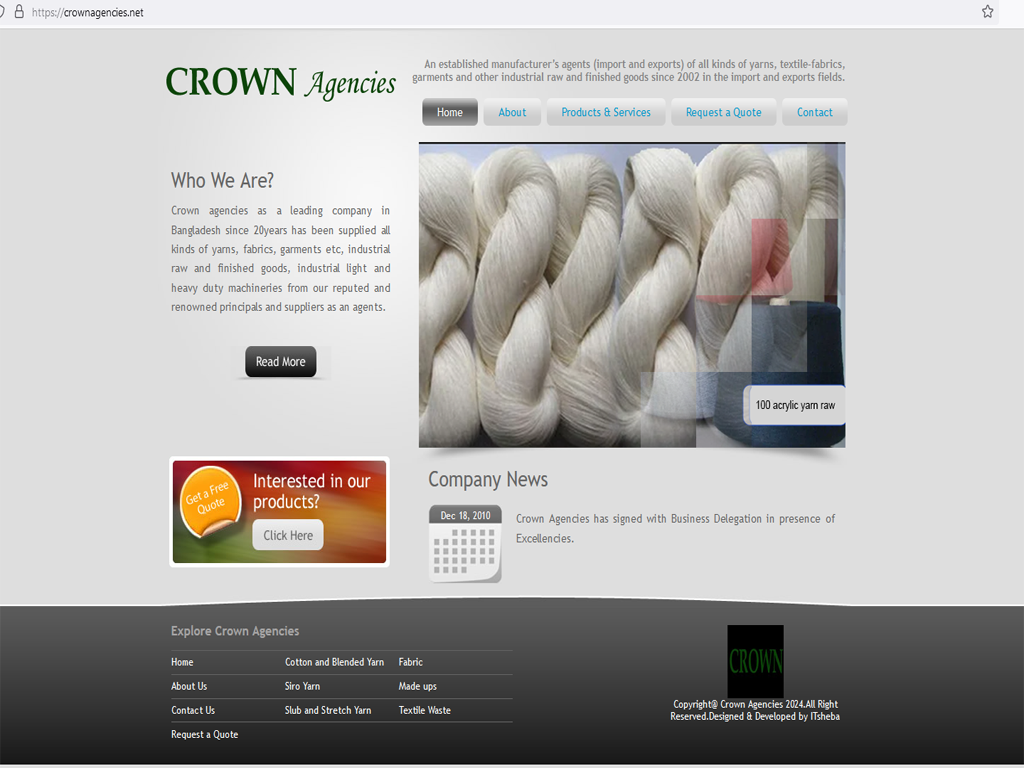 https://crownagencies.net
CROWN Agencies
An established manufacturer's agents (import and exports) of all kinds of yarns, textile-fabrics,
garments and other industrial raw and finished goods since 2002 in the import and exports fields.
Home About Products & Services Request a Quote Contact
Who We Are?
Crown agencies as a leading company in
Bangladesh since 20years has been supplied all
kinds of yarns, fabrics, garments etc, industrial
raw and finished goods, industrial light and
heavy duty machineries from our reputed and
renowned principals and suppliers as an agents.
Read More
100 acrylic yarn raw
Get a Free
Quote
Interested in our
products?
Click Here
Company News
Dec 18, 2010
Crown Agencies has signed with Business Delegation in presence of
Excellencies.
Explore Crown Agencies
Home Cotton and Blended Yarn Fabric
About Us Siro Yarn Made ups
Contact Us Slub and Stretch Yarn Textile Waste
Request a Quote
CROWN
Copyright@ Crown Agencies 2024.All Right
Reserved.Designed & Developed by ITsheba